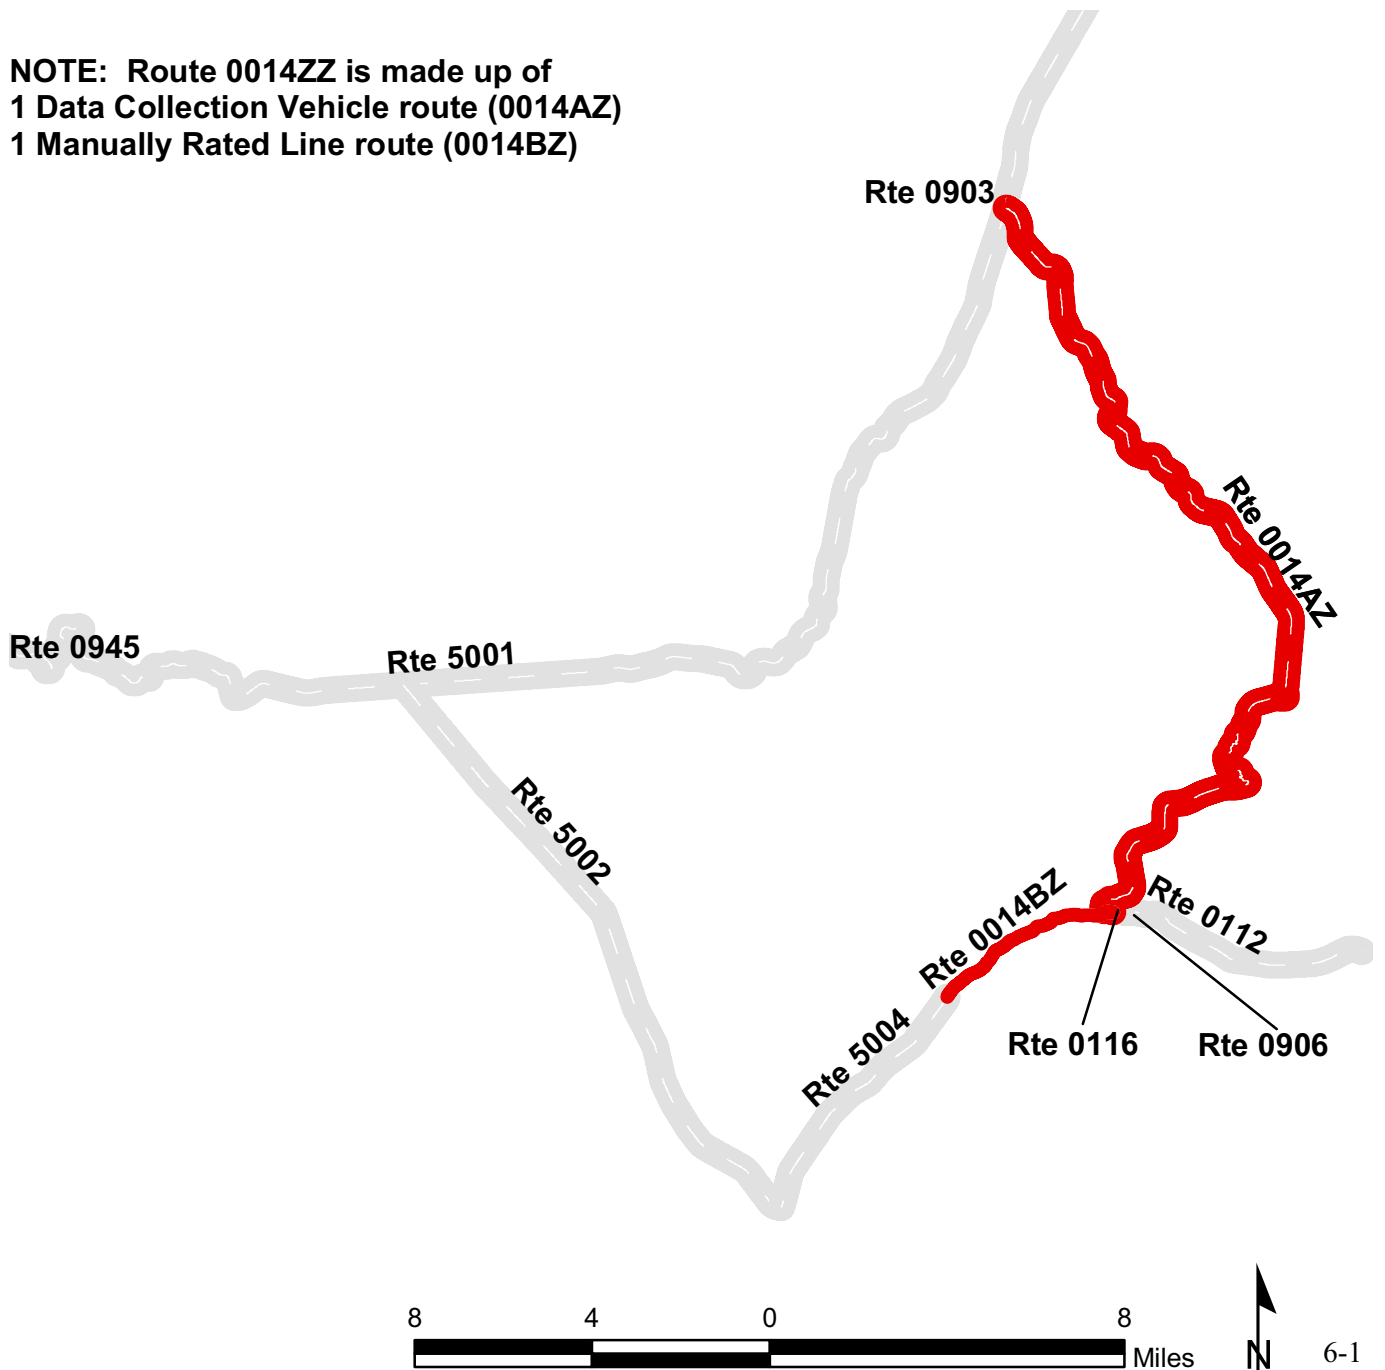 NOTE: Route 0014ZZ is made up of
1 Data Collection Vehicle route (0014AZ)
1 Manually Rated Line route (0014BZ)
Rte 0903
Rte 0014AZ
Rte 0945
Rte 5001
Rte 5002
Rte 0014BZ
Rte 0112
Rte 5004
Rte 0116
Rte 0906
8 4 0 8
Miles
N
6-1